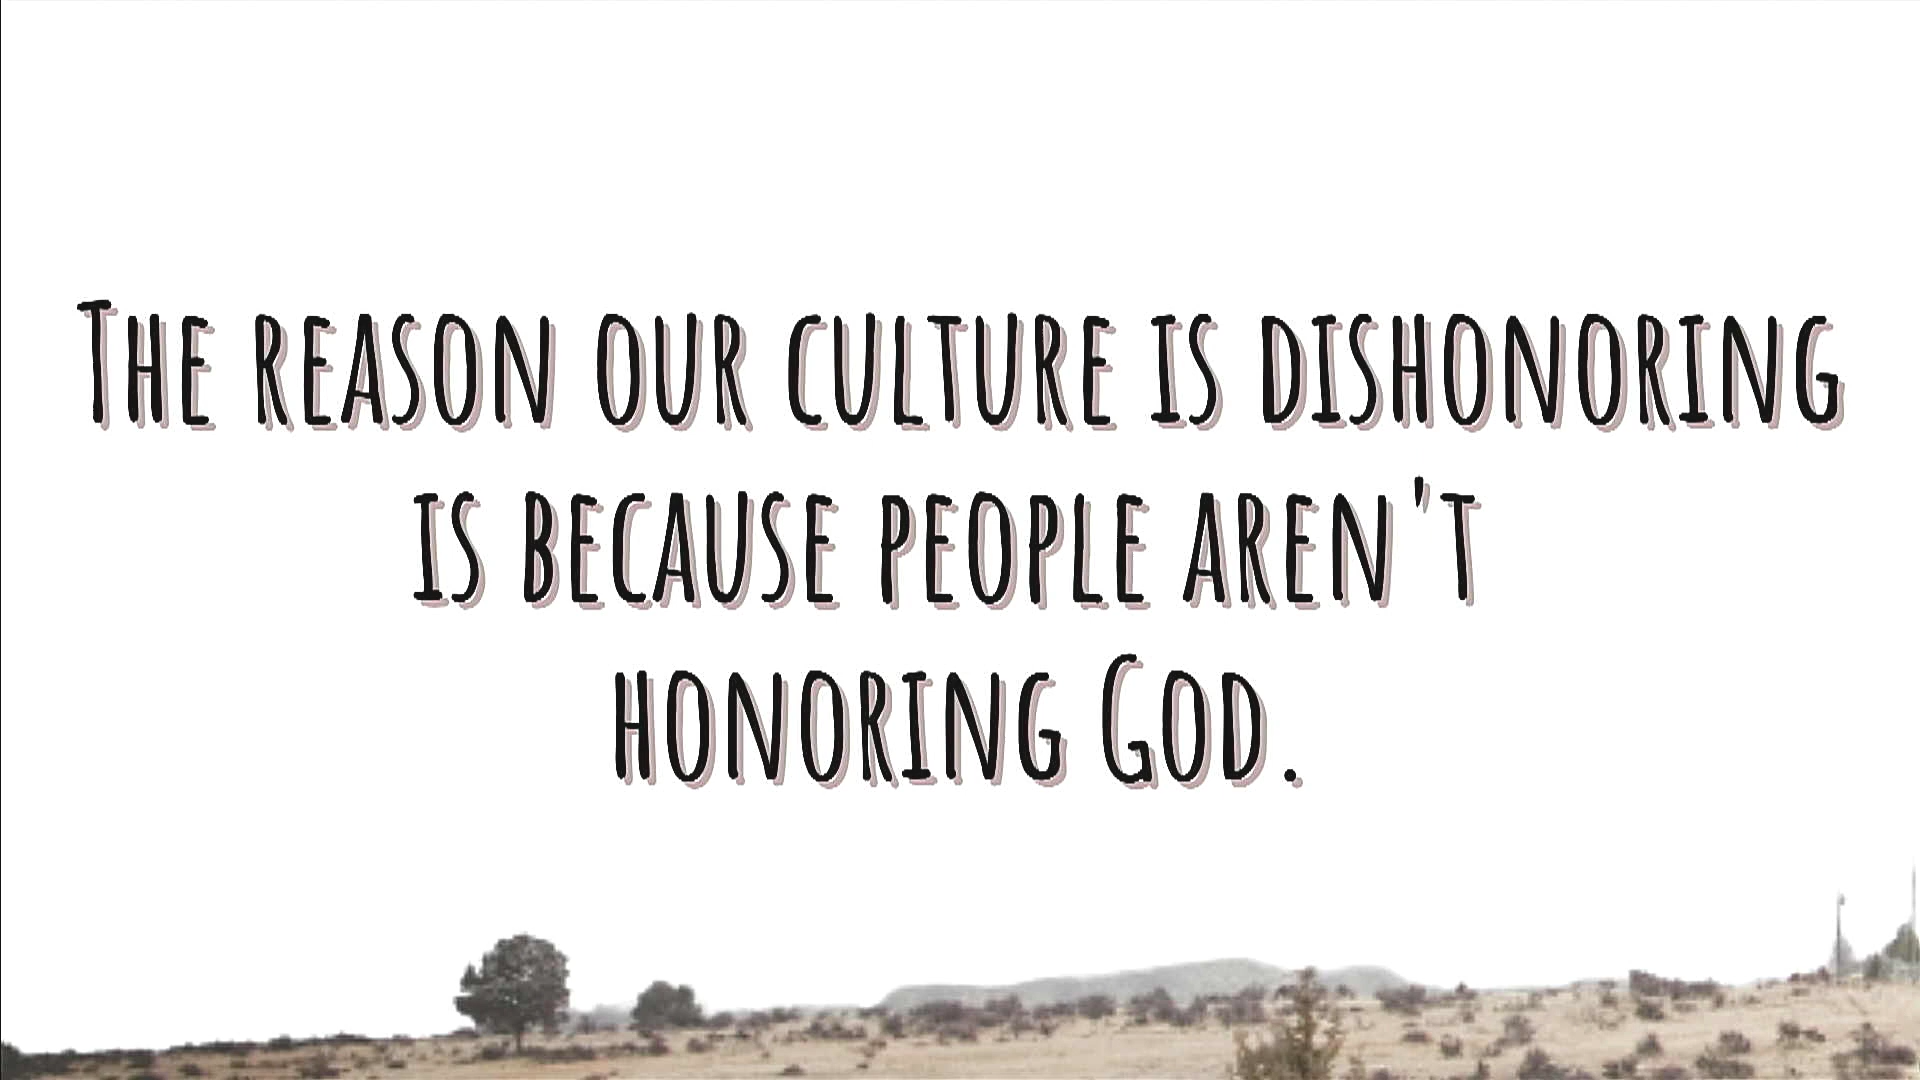 The reason our culture is dishonoring
is because people aren't
honoring God.